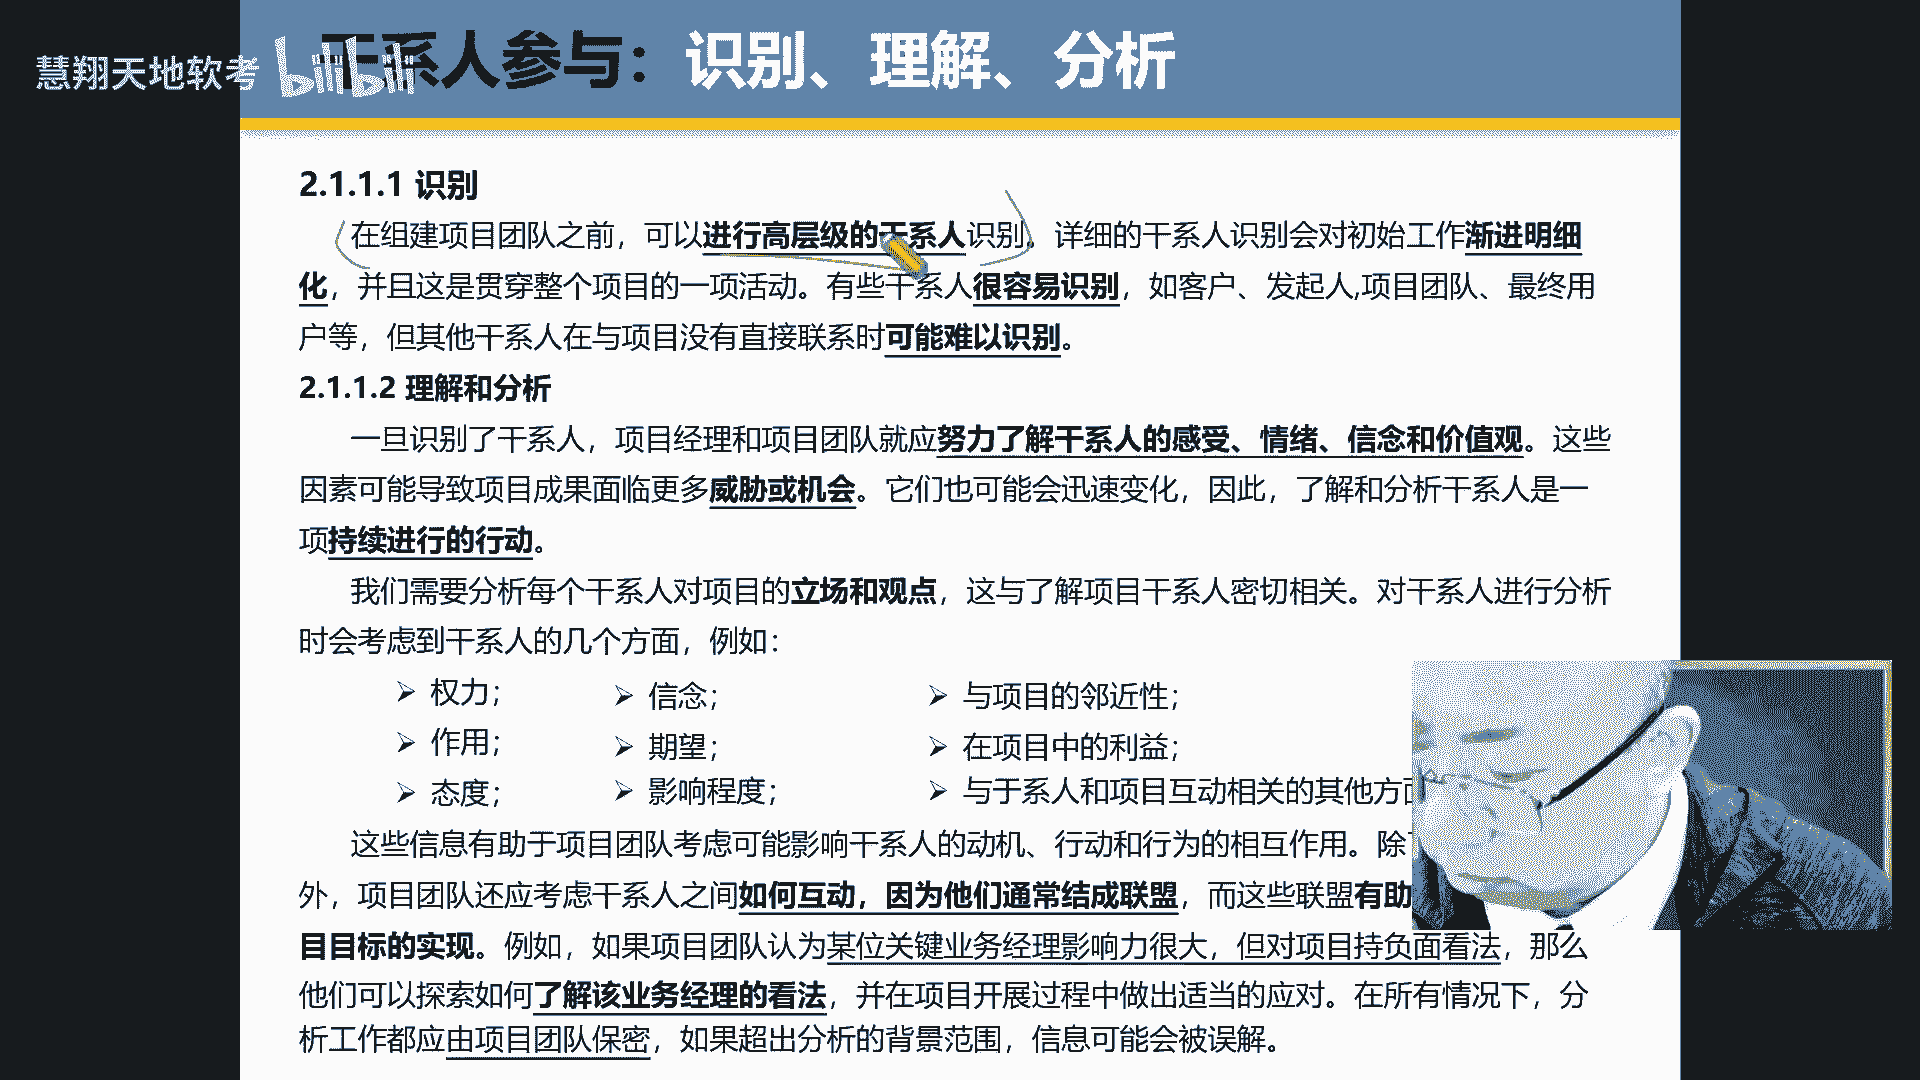 慧翔天地软考 bilibili
干系人参与：识别、理解、分析
2.1.1.1 识别
在组建项目团队之前，可以进行高层级的干系人识别。详细的干系人识别会对初始工作渐进明细
化，并且这是贯穿整个项目的一项活动。有些干系人很容易识别，如客户、发起人,项目团队、最终用
户等，但其他干系人在与项目没有直接联系时可能难以识别。
2.1.1.2 理解和分析
一旦识别了干系人，项目经理和项目团队就应努力了解干系人的感受、情绪、信念和价值观。这些
因素可能导致项目成果面临更多威胁或机会。它们也可能会迅速变化，因此，了解和分析干系人是一
项持续进行的行动。
我们需要分析每个干系人对项目的立场和观点，这与了解项目干系人密切相关。对干系人进行分析
时会考虑到干系人的几个方面，例如：
➢ 权力；
➢ 作用；
➢ 态度；
➢ 信念；
➢ 期望；
➢ 影响程度；
➢ 与项目的邻近性；
➢ 在项目中的利益；
➢ 与于系人和项目互动相关的其他方面
这些信息有助于项目团队考虑可能影响干系人的动机、行动和行为的相互作用。除
外，项目团队还应考虑干系人之间如何互动，因为他们通常结成联盟，而这些联盟有助
目目标的实现。例如，如果项目团队认为某位关键业务经理影响力很大，但对项目持负面看法，那么
他们可以探索如何了解该业务经理的看法，并在项目开展过程中做出适当的应对。在所有情况下，分
析工作都应由项目团队保密，如果超出分析的背景范围，信息可能会被误解。